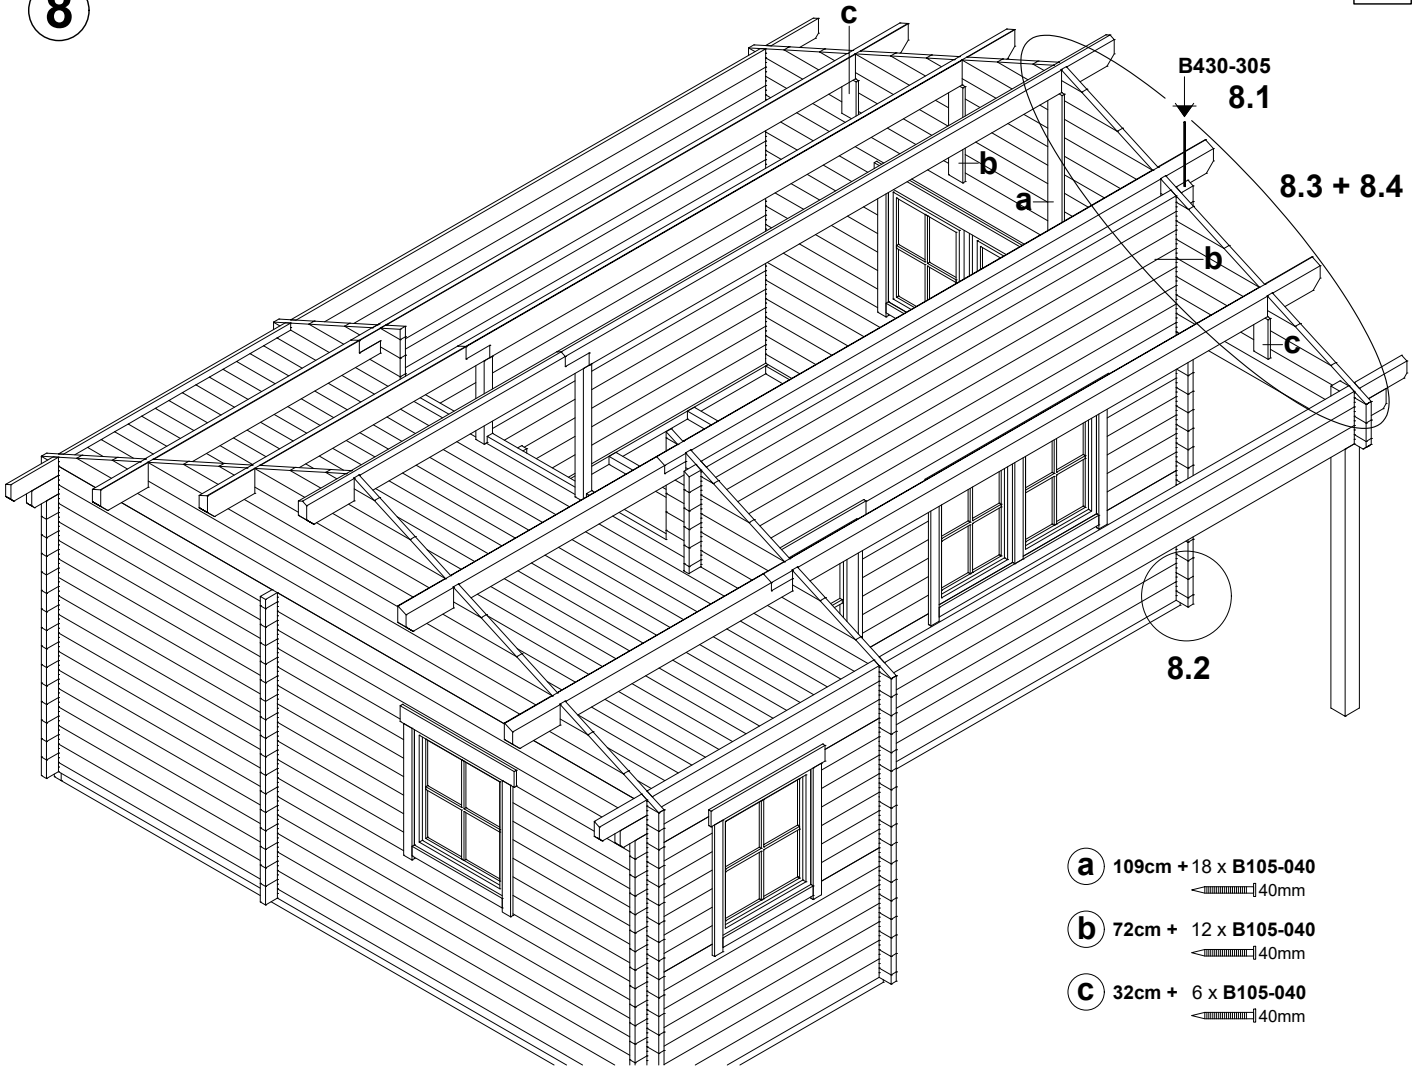 8
c
B430-305
8.1
b
8.3 + 8.4
a
b
c
8.2
a 109cm + 18 x B105-040
40mm
b 72cm + 12 x B105-040
40mm
c 32cm + 6 x B105-040
40mm